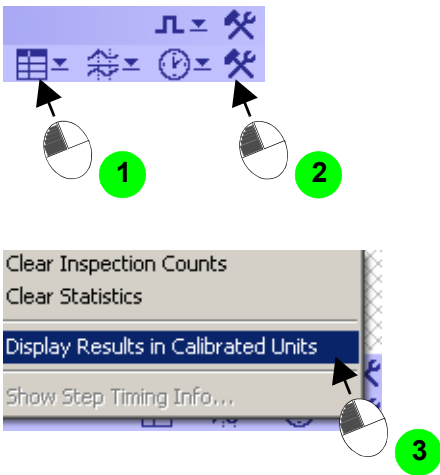 1
2
Clear Inspection Counts
Clear Statistics
Display Results in Calibrated Units
Show Step Timing Info...
3